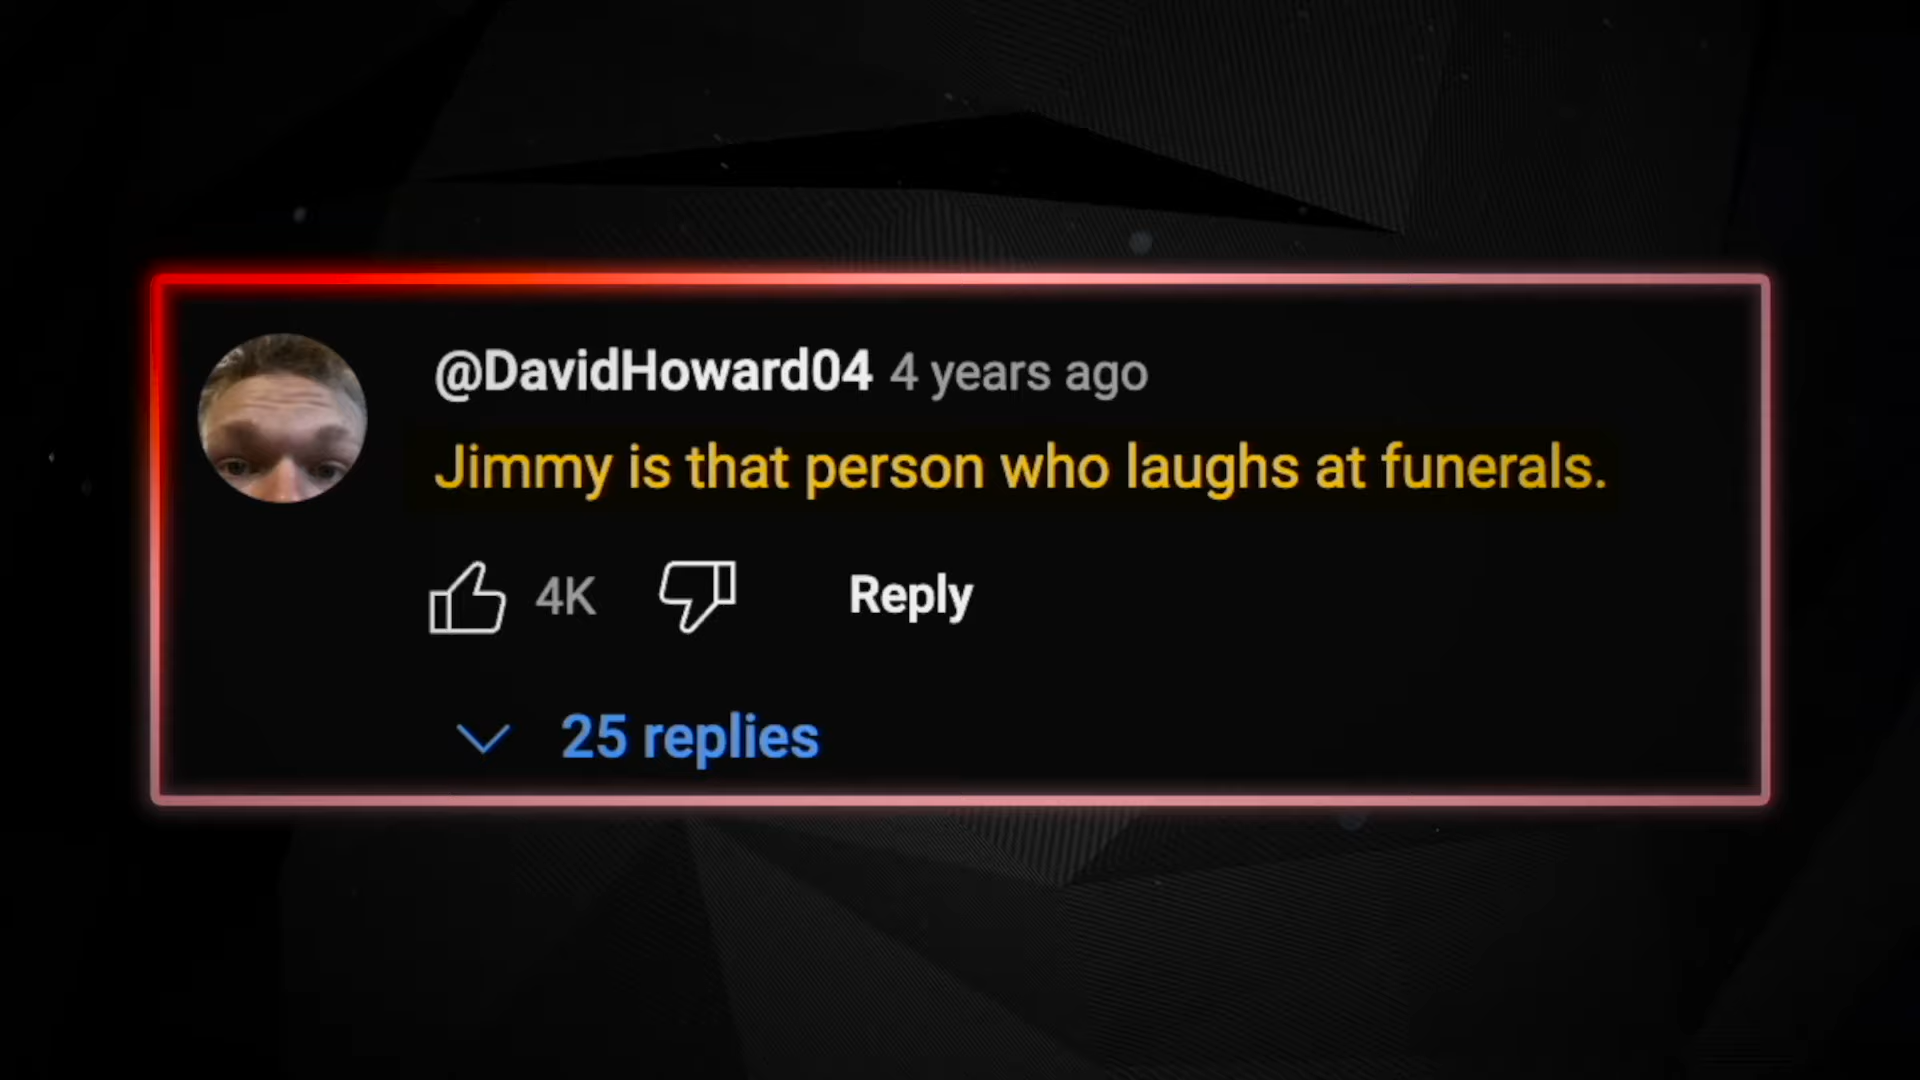 @DavidHoward04 4 years ago
Jimmy is that person who laughs at funerals.
4K Reply
25 replies